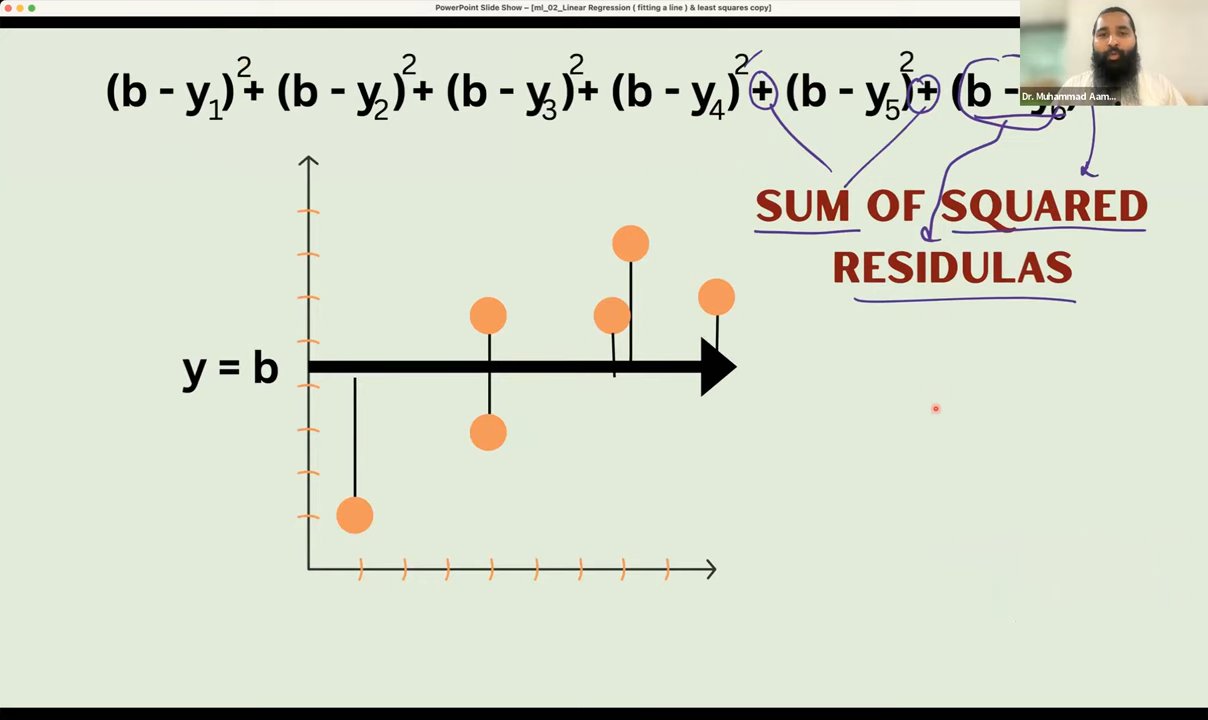 PowerPoint Slide Show – [ml_02_Linear Regression ( fitting a line ) & least squares copy]
(b - y₁)² + (b - y₂)² + (b - y₃)² + (b - y₄)² + (b - y₅)² + (b -
Dr. Muhammad Aam...
SUM OF SQUARED
RESIDULAS
y = b